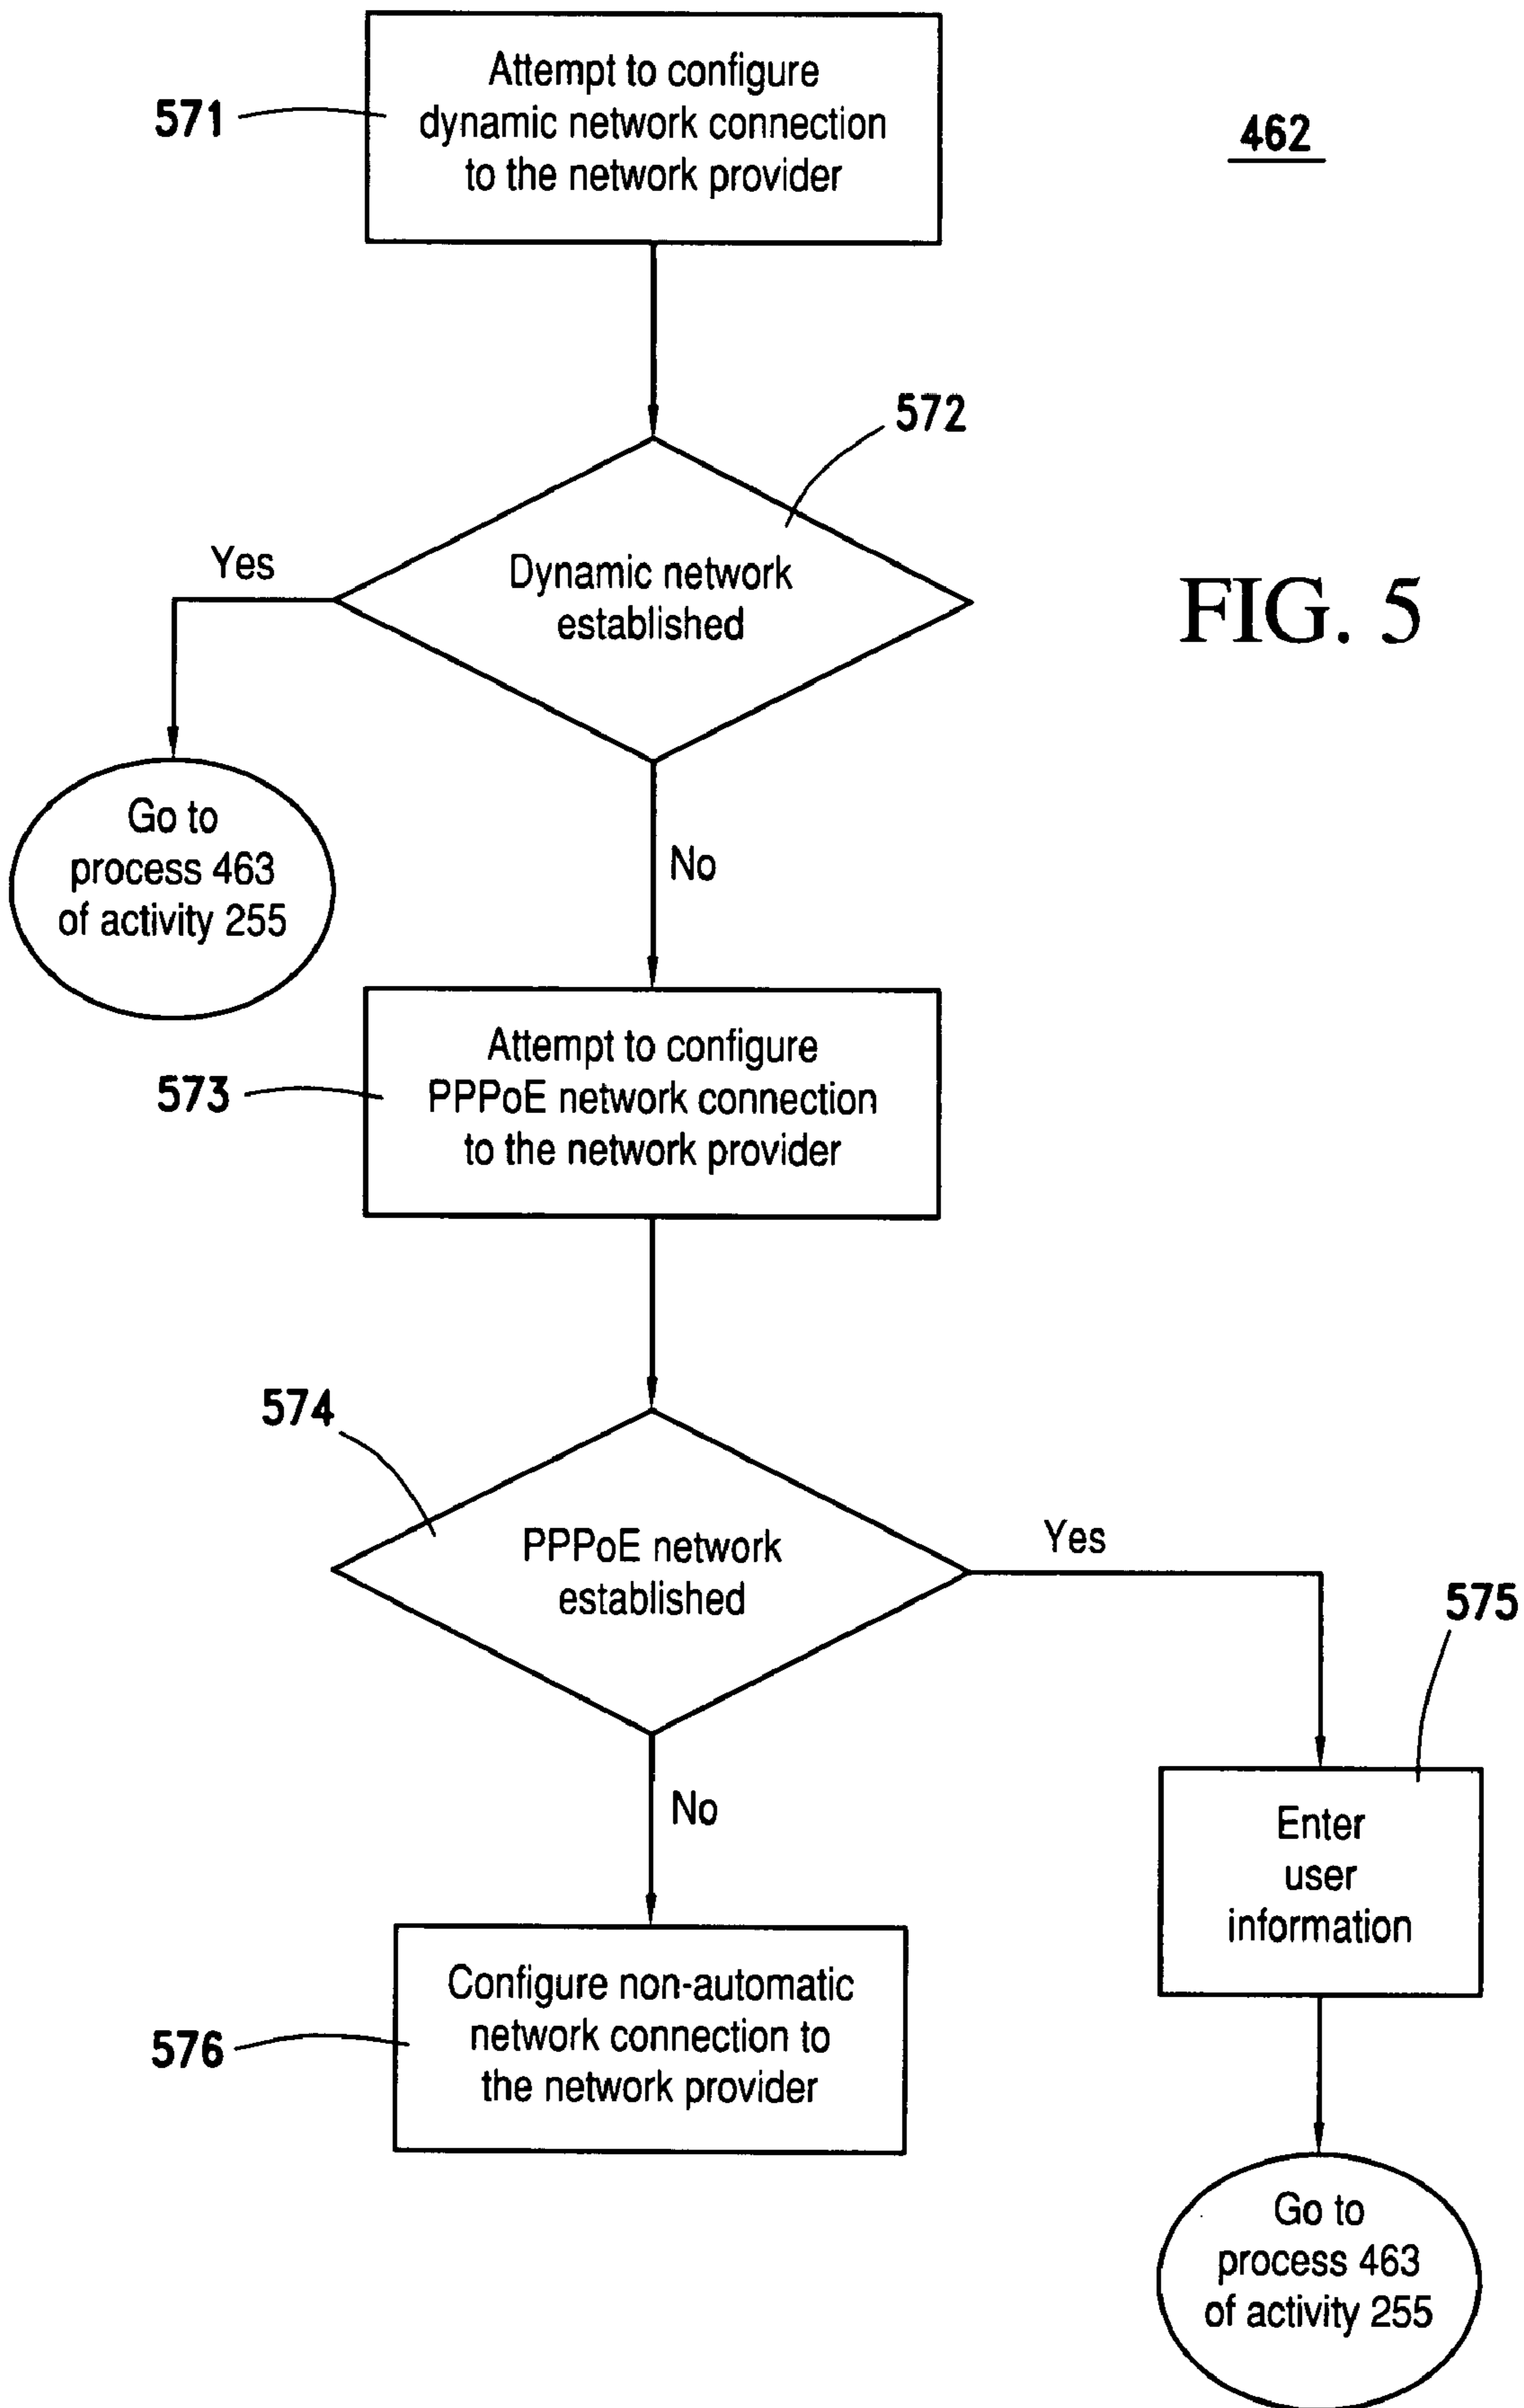 Attempt to configure
dynamic network connection
to the network provider
571
462
572
Yes
Dynamic network
established
FIG. 5
Go to
process 463
of activity 255
No
Attempt to configure
PPPoE network connection
to the network provider
573
574
PPPoE network
established
Yes
575
No
Enter
user
information
Configure non-automatic
network connection to
the network provider
576
Go to
process 463
of activity 255